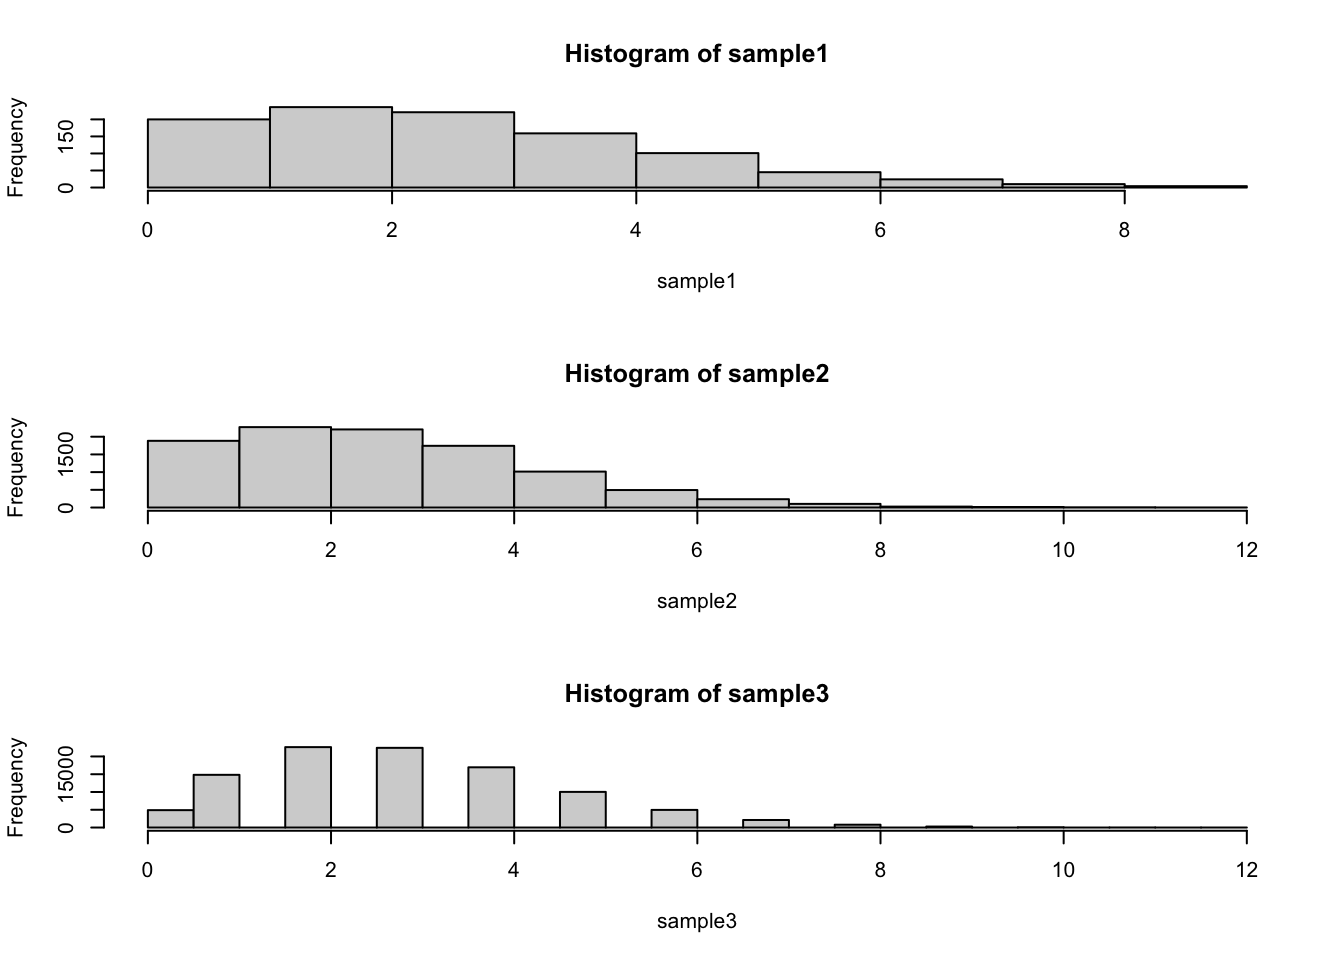 Histogram of sample1
Frequency
150
0
0 2 4 6 8
sample1
Histogram of sample2
Frequency
1500
0
0 2 4 6 8 10 12
sample2
Histogram of sample3
Frequency
15000
0
0 2 4 6 8 10 12
sample3